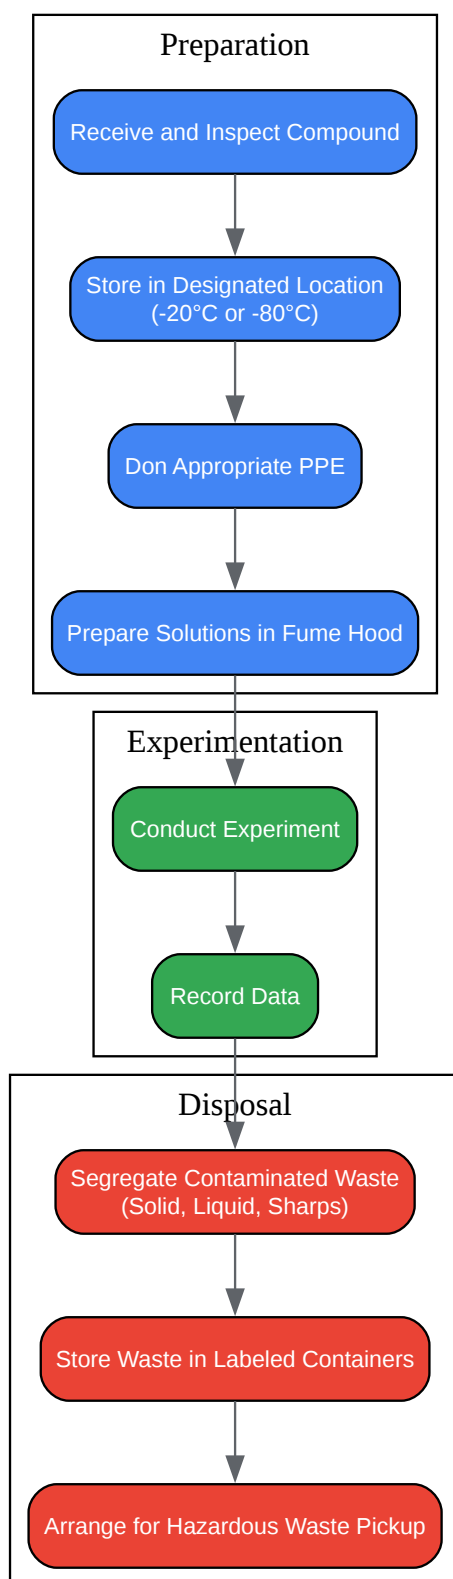 Preparation
Receive and Inspect Compound
Store in Designated Location
(-20°C or -80°C)
Don Appropriate PPE
Prepare Solutions in Fume Hood
Experimentation
Conduct Experiment
Record Data
Disposal
Segregate Contaminated Waste
(Solid, Liquid, Sharps)
Store Waste in Labeled Containers
Arrange for Hazardous Waste Pickup